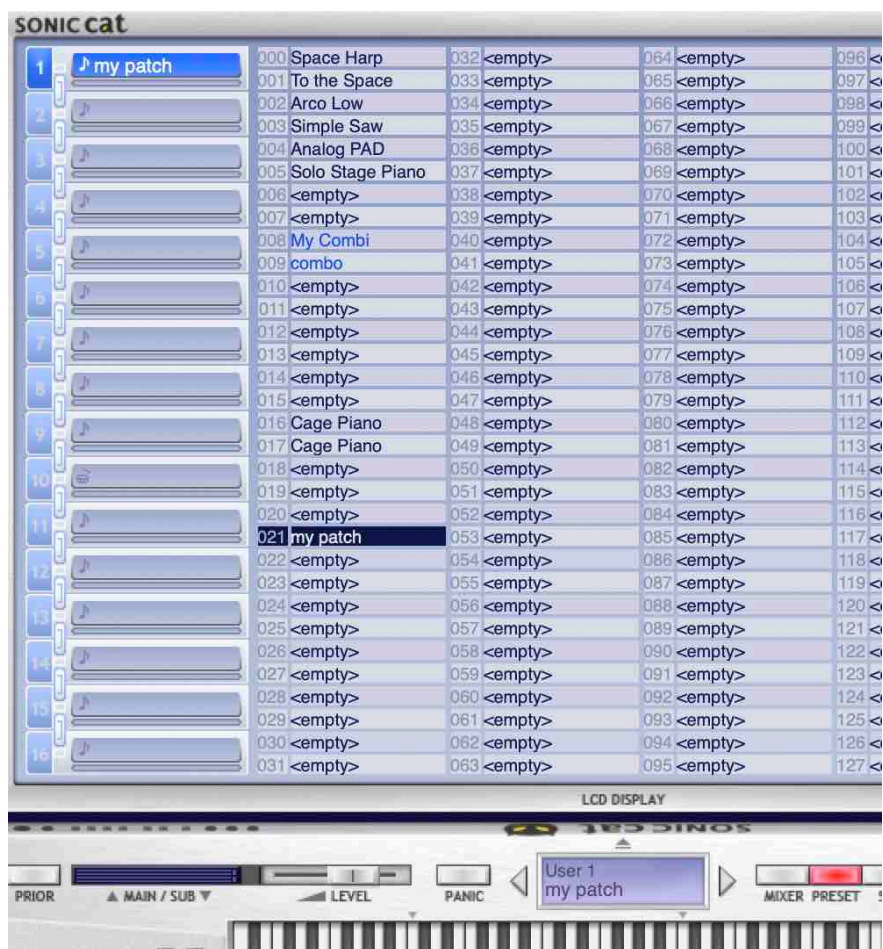 SONIC cat
1 my patch
2
3
4
5
6
7
8
9
10
11
12
13
14
15
16
000 Space Harp 032 <empty> 064 <empty> 096
001 To the Space 033 <empty> 065 <empty> 097
002 Arco Low 034 <empty> 066 <empty> 098
003 Simple Saw 035 <empty> 067 <empty> 099
004 Analog PAD 036 <empty> 068 <empty> 100
005 Solo Stage Piano 037 <empty> 069 <empty> 101
006 <empty> 038 <empty> 070 <empty> 102
007 <empty> 039 <empty> 071 <empty> 103
008 My Combi 040 <empty> 072 <empty> 104
009 combo 041 <empty> 073 <empty> 105
010 <empty> 042 <empty> 074 <empty> 106
011 <empty> 043 <empty> 075 <empty> 107
012 <empty> 044 <empty> 076 <empty> 108
013 <empty> 045 <empty> 077 <empty> 109
014 <empty> 046 <empty> 078 <empty> 110
015 <empty> 047 <empty> 079 <empty> 111
016 Cage Piano 048 <empty> 080 <empty> 112
017 Cage Piano 049 <empty> 081 <empty> 113
018 <empty> 050 <empty> 082 <empty> 114
019 <empty> 051 <empty> 083 <empty> 115
020 <empty> 052 <empty> 084 <empty> 116
021 my patch 053 <empty> 085 <empty> 117
022 <empty> 054 <empty> 086 <empty> 118
023 <empty> 055 <empty> 087 <empty> 119
024 <empty> 056 <empty> 088 <empty> 120
025 <empty> 057 <empty> 089 <empty> 121
026 <empty> 058 <empty> 090 <empty> 122
027 <empty> 059 <empty> 091 <empty> 123
028 <empty> 060 <empty> 092 <empty> 124
029 <empty> 061 <empty> 093 <empty> 125
030 <empty> 062 <empty> 094 <empty> 126
031 <empty> 063 <empty> 095 <empty> 127
LCD DISPLAY
SONIC cat
User 1
my patch
PRIOR MAIN / SUB LEVEL PANIC MIXER PRESET